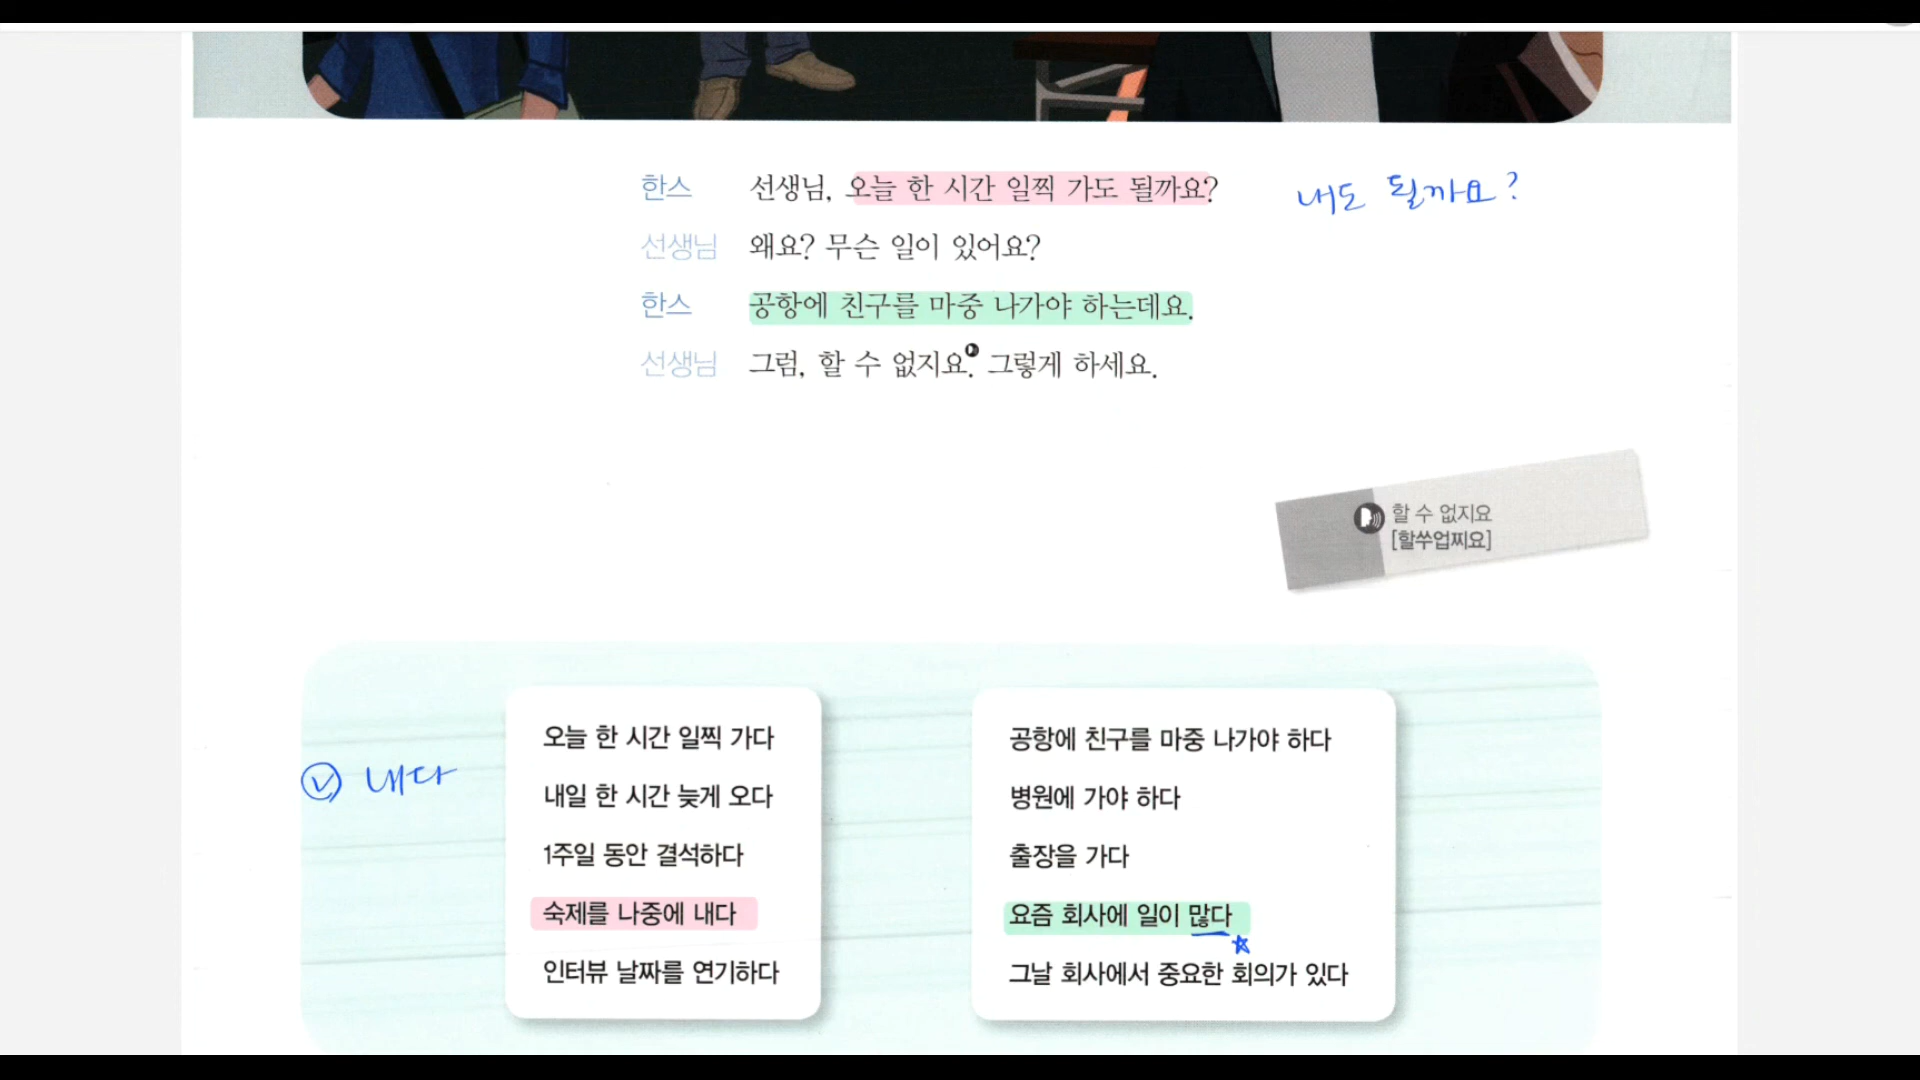 한스 선생님, 오늘 한 시간 일찍 가도 될까요? 내도 될까요?
선생님 왜요? 무슨 일이 있어요?
한스 공항에 친구를 마중 나가야 하는데요.
선생님 그럼, 할 수 없지요. 그렇게 하세요.
할 수 없지요
[할쑤업찌요]
오늘 한 시간 일찍 가다
내일 한 시간 늦게 오다
1주일 동안 결석하다
숙제를 나중에 내다
인터뷰 날짜를 연기하다
V 내다
공항에 친구를 마중 나가야 하다
병원에 가야 하다
출장을 가다
요즘 회사에 일이 많다
그날 회사에서 중요한 회의가 있다